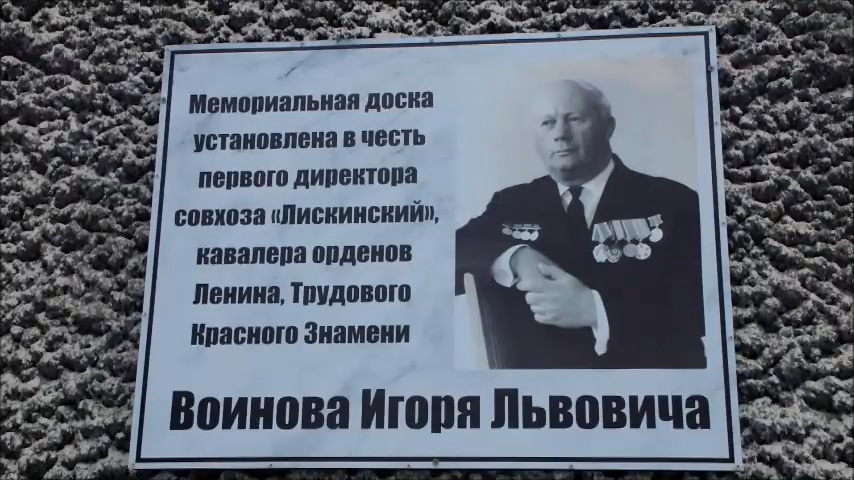 Мемориальная доска
установлена в честь
первого директора
совхоза «Лискинский»,
кавалера орденов
Ленина, Трудового
Красного Знамени
Воинова Игоря Львовича